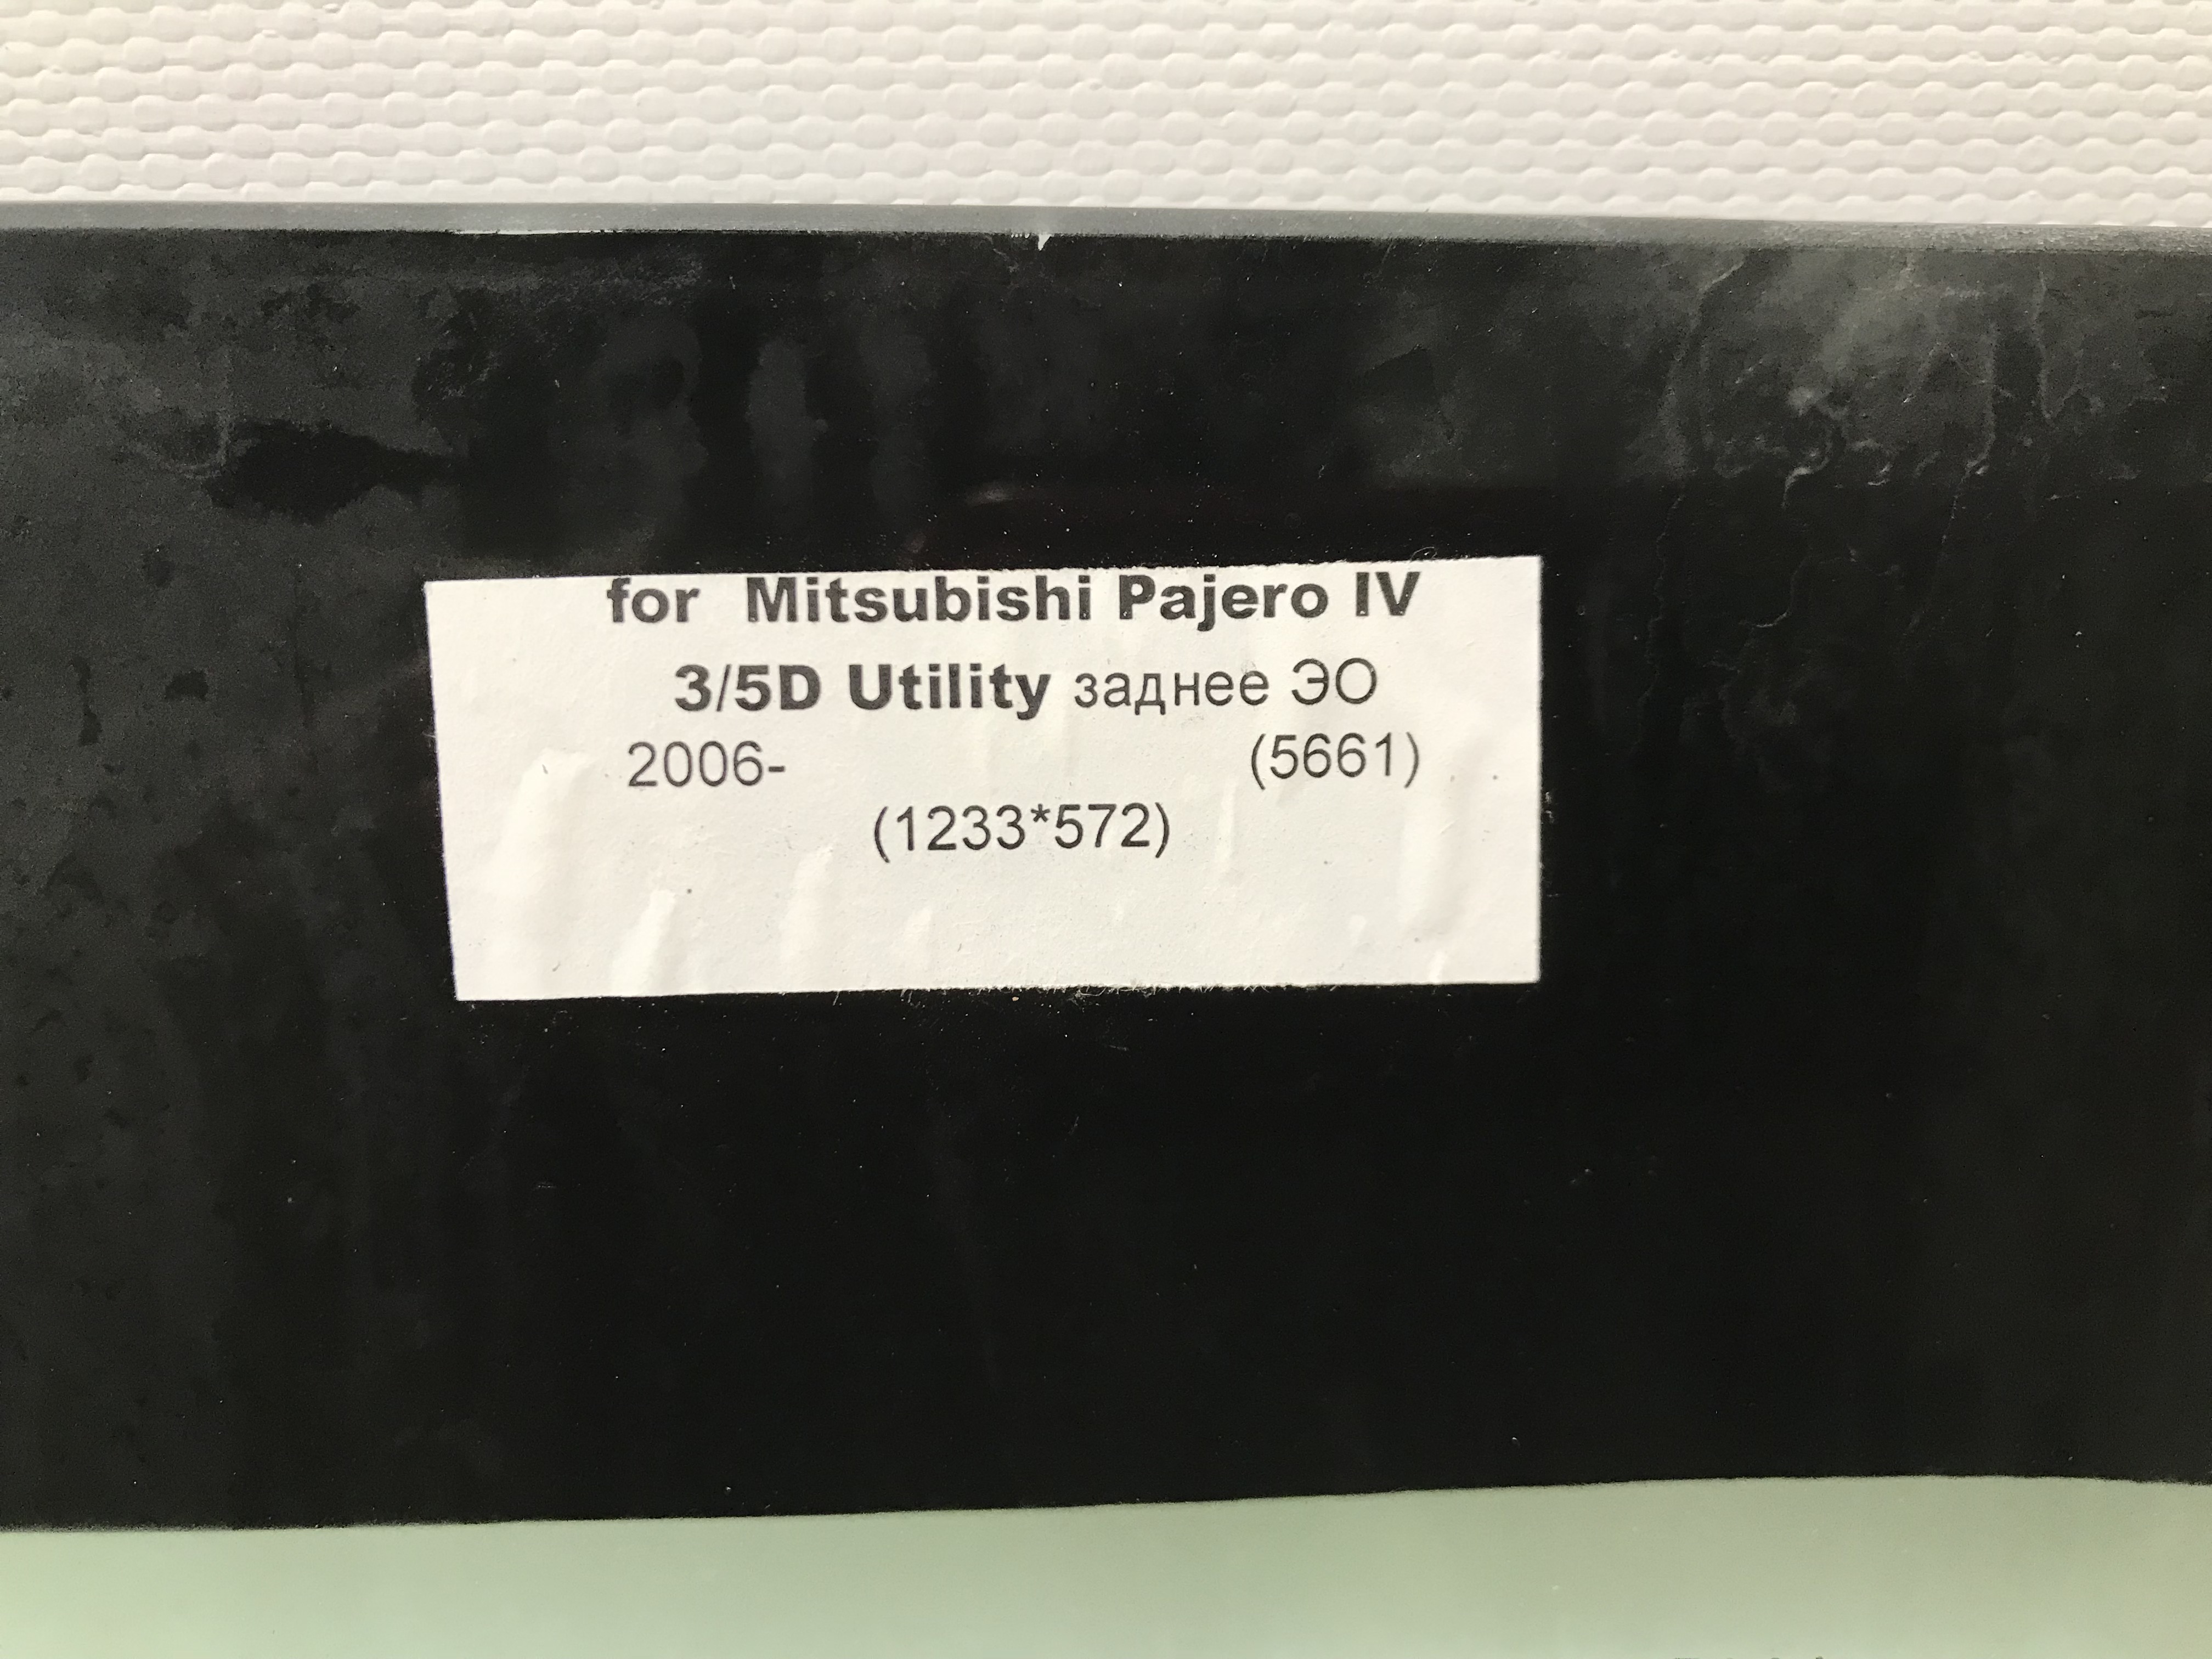 for Mitsubishi Pajero IV
3/5D Utility заднее ЭО
2006- (5661)
(1233*572)